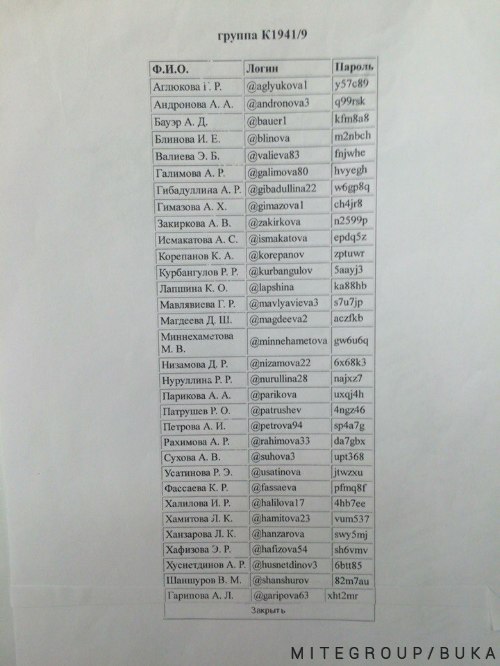 группа К1941/9
Ф.И.О. Логин Пароль
Аглюкова Г. Р. @aglyukova1 y57c89
Андронова А. А. @andronova3 q99rsk
Бауэр А. Д. @bauer1 kfm8a8
Блинова И. Е. @blinova m2nbch
Валиева Э. Б. @valieva83 fnjwhe
Галимова А. Р. @galimova80 hvyegh
Гибадуллина А. Р. @gibadullina22 w6gp8q
Гимазова А. Х. @gimazova1 ch4jr8
Закиркова А. В. @zakirkova n2599p
Исмакатова А. С. @ismakatova epdq5z
Корепанов К. А. @korepanov zptuwr
Курбангулов Р. Р. @kurbangulov 5aayj3
Лапшина К. О. @lapshina ka88hb
Мавлявиева Г. Р. @mavlyavieva3 s7u7jp
Магдеева Д. Ш. @magdeeva2 aczfkb
Миннехаметова
М. В. @minnehametova gw6u6q
Низамова Д. Р. @nizamova22 6x68k3
Нуруллина Р. Р. @nurullina28 najxz7
Парикова А. А. @parikova uxqj4h
Патрушев Р. О. @patrushev 4ngz46
Петрова А. И. @petrova94 sp4a7g
Рахимова А. Р. @rahimova33 da7gbx
Сухова А. В. @suhova3 upt368
Усатинова Р. Э. @usatinova jtwzxu
Фассаева К. Р. @fassaeva pfmq8f
Халилова И. Р. @halilova17 4hb7ee
Хамитова Л. К. @hamitova23 vum537
Ханзарова Л. К. @hanzarova swy5mj
Хафизова Э. Р. @hafizova54 sh6vmv
Хуснетдинов А. Р. @husnetdinov3 6btt85
Шаншуров В. М. @shanshurov 82m7au
Гарипова А. Л. @garipova63 xht2mr
Закрыть
MITEGROUP/BUKA